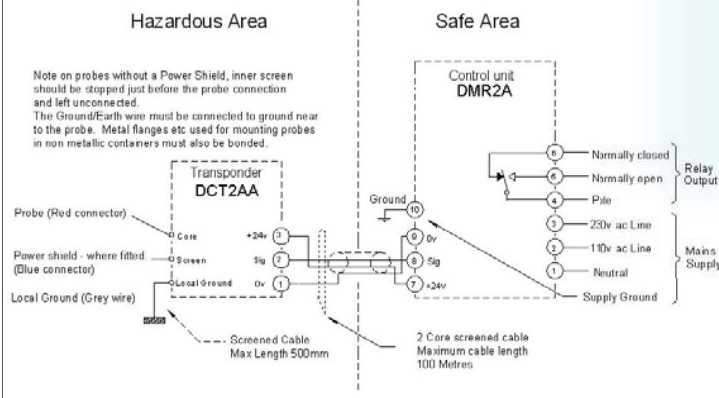 Hazardous Area
Safe Area
Note on probes without a Power Shield, inner screen
should be stopped just before the probe connection
and left unconnected.
The Ground/Earth wire must be connected to ground near
to the probe. Metal flanges etc used for mounting probes
in non metallic containers must also be bonded.
Transponder
DCT2AA
Probe (Red connector)
Core
+24v
3
Power shield - where fitted.
(Blue connector)
Screen
Sig
2
Local Ground (Grey wire)
Local Ground
0v
1
Screened Cable
Max Length 500mm
2 Core screened cable
Maximum cable length
100 Metres
Control unit
DMR2A
Ground
10
9
0v
8
Sig
7
+24v
Normally closed
6
Normally open
4
Pole
Relay
Output
3
230v ac Line
2
110v ac Line
1
Neutral
Mains
Supply
Supply Ground